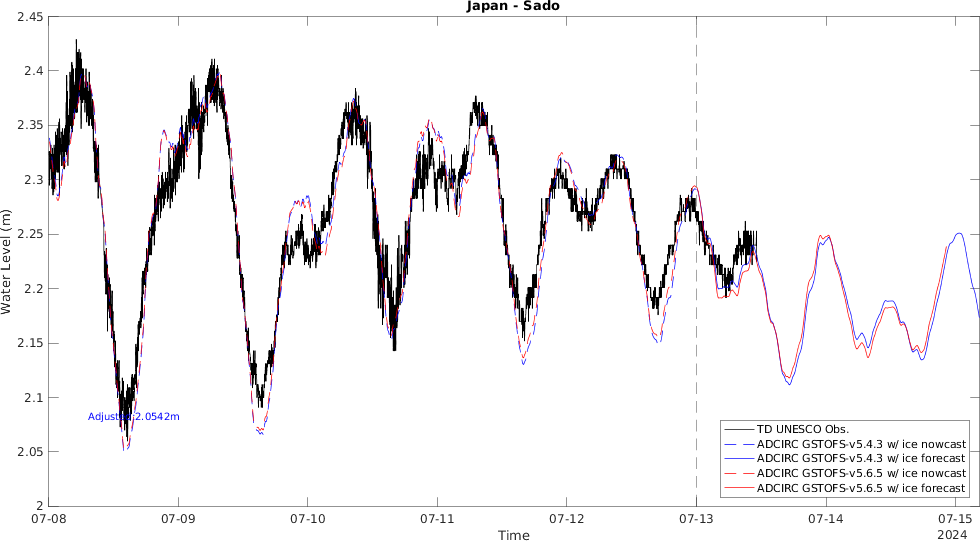 Japan - Sado
2.45
2.4
2.35
2.3
2.25
2.2
2.15
2.1
2.05
2
Water Level (m)
Adjusted 2.0542m
TD UNESCO Obs.
ADCIRC GSTOFS-v5.4.3 w/ ice nowcast
ADCIRC GSTOFS-v5.4.3 w/ ice forecast
ADCIRC GSTOFS-v5.6.5 w/ ice nowcast
ADCIRC GSTOFS-v5.6.5 w/ ice forecast
07-08 07-09 07-10 07-11 07-12 07-13 07-14 07-15
Time
2024